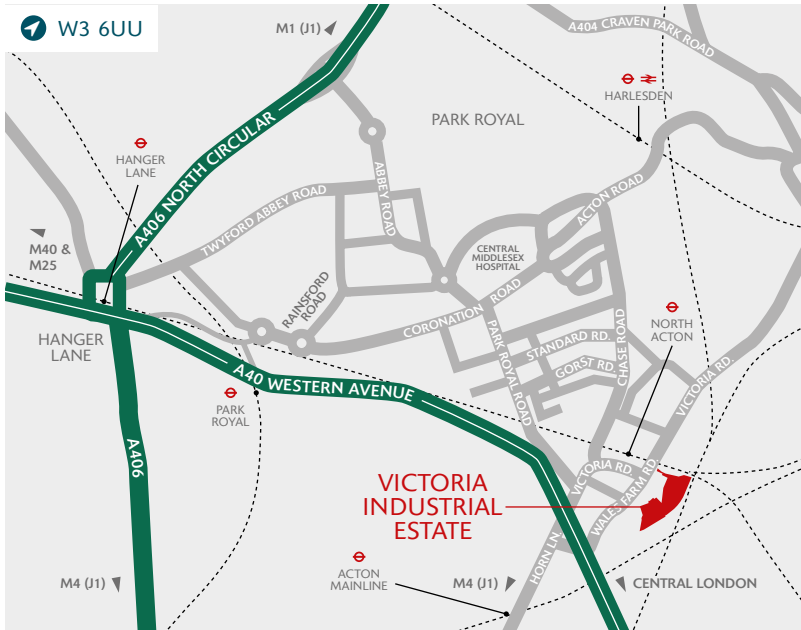 W3 6UU
M1 (J1)
A404 CRAVEN PARK ROAD
HARLESDEN
PARK ROYAL
HANGER
LANE
A406 NORTH CIRCULAR
ABBEY ROAD
ACTON ROAD
TWYFORD ABBEY ROAD
M40 &
M25
CENTRAL
MIDDLESEX
HOSPITAL
RAINSFORD
ROAD
CORONATION ROAD
HANGER
LANE
NORTH
ACTON
STANDARD RD.
GORST RD.
CHASE ROAD
PARK ROYAL ROAD
VICTORIA RD.
A40 WESTERN AVENUE
PARK
ROYAL
A406
VICTORIA
INDUSTRIAL
ESTATE
VICTORIA RD.
WALES FARM RD.
HORN LN
M4 (J1)
ACTON
MAINLINE
M4 (J1)
CENTRAL LONDON